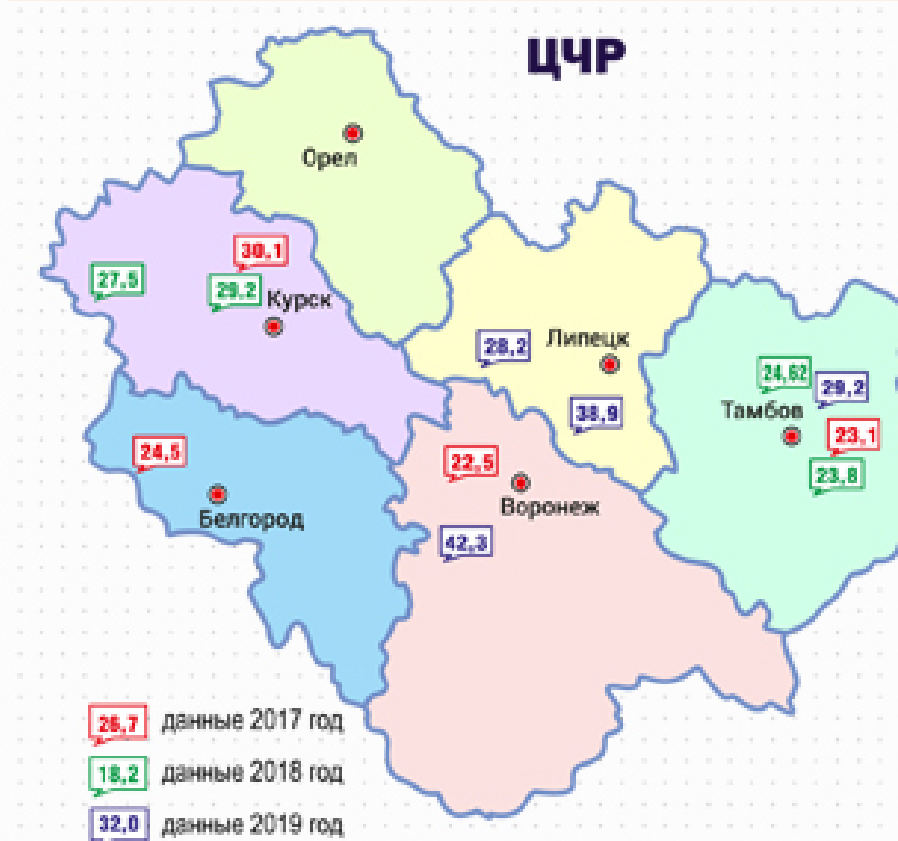 ЦЧР
Орел
30,1
27,5
29,2
Курск
28,2
Липецк
24,62
29,2
38,9
Тамбов
23,1
24,5
22,5
23,8
Белгород
Воронеж
42,3
26,7 данные 2017 год
18,2 данные 2018 год
32,0 данные 2019 год